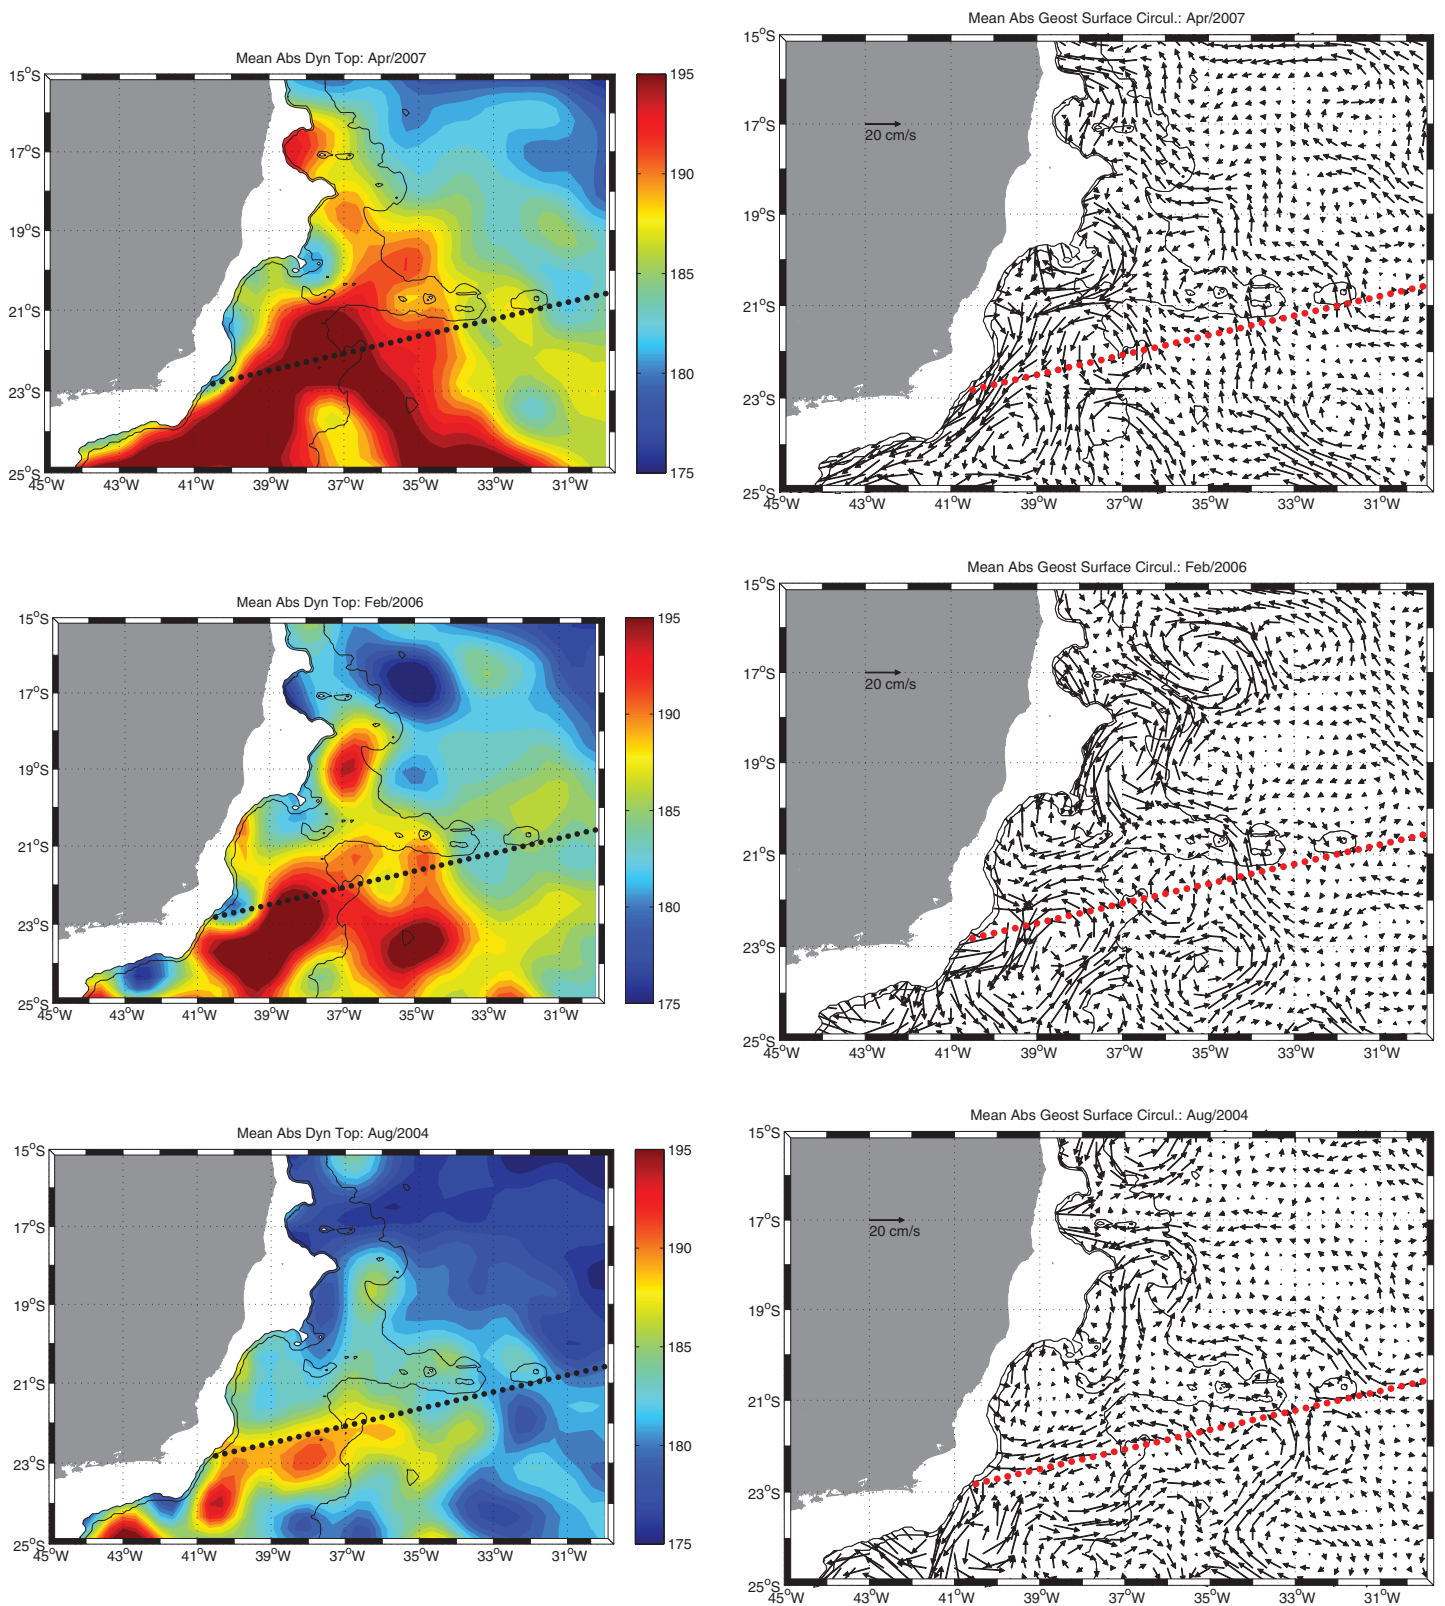 Mean Abs Dyn Top: Apr/2007
15°S
17°S
19°S
21°S
23°S
25°S
45°W 43°W 41°W 39°W 37°W 35°W 33°W 31°W
195
190
185
180
175
Mean Abs Geost Surface Circul.: Apr/2007
15°S
17°S
19°S
21°S
23°S
25°S
45°W 43°W 41°W 39°W 37°W 35°W 33°W 31°W
20 cm/s
Mean Abs Dyn Top: Feb/2006
15°S
17°S
19°S
21°S
23°S
25°S
45°W 43°W 41°W 39°W 37°W 35°W 33°W 31°W
195
190
185
180
175
Mean Abs Geost Surface Circul.: Feb/2006
15°S
17°S
19°S
21°S
23°S
25°S
45°W 43°W 41°W 39°W 37°W 35°W 33°W 31°W
20 cm/s
Mean Abs Dyn Top: Aug/2004
15°S
17°S
19°S
21°S
23°S
25°S
45°W 43°W 41°W 39°W 37°W 35°W 33°W 31°W
195
190
185
180
175
Mean Abs Geost Surface Circul.: Aug/2004
15°S
17°S
19°S
21°S
23°S
25°S
45°W 43°W 41°W 39°W 37°W 35°W 33°W 31°W
20 cm/s